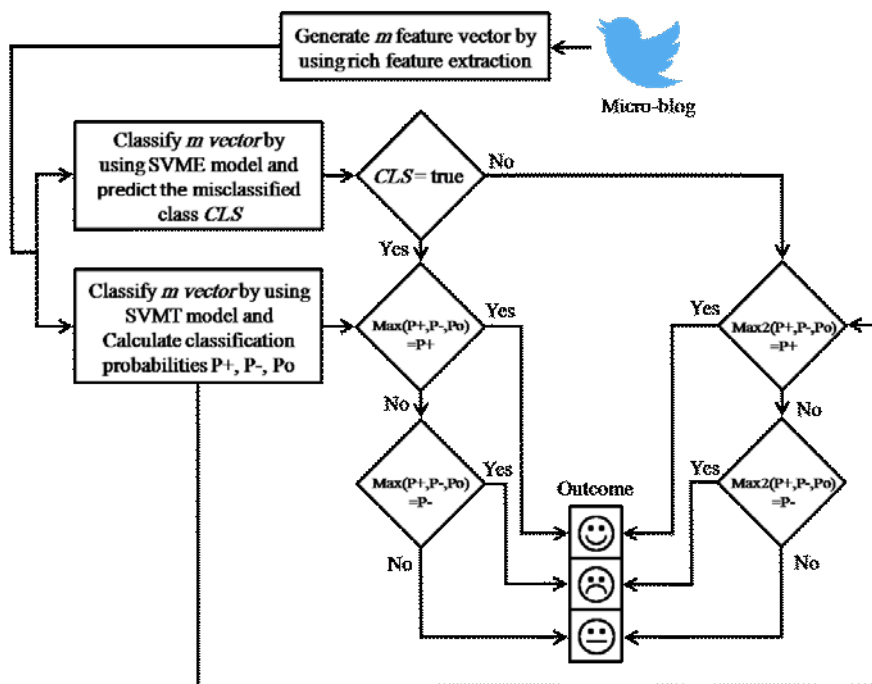 Generate m feature vector by
using rich feature extraction
Micro-blog
Classify m vector by
using SVME model and
predict the misclassified
class CLS
CLS = true
No
Yes
Classify m vector by using
SVMT model and
Calculate classification
probabilities P+, P-, Po
Max(P+,P-,Po)
=P+
Yes
Yes
Max2(P+,P-,Po)
=P+
No
No
Max(P+,P-,Po)
=P-
Yes
Outcome
Yes
Max2(P+,P-,Po)
=P-
No
No